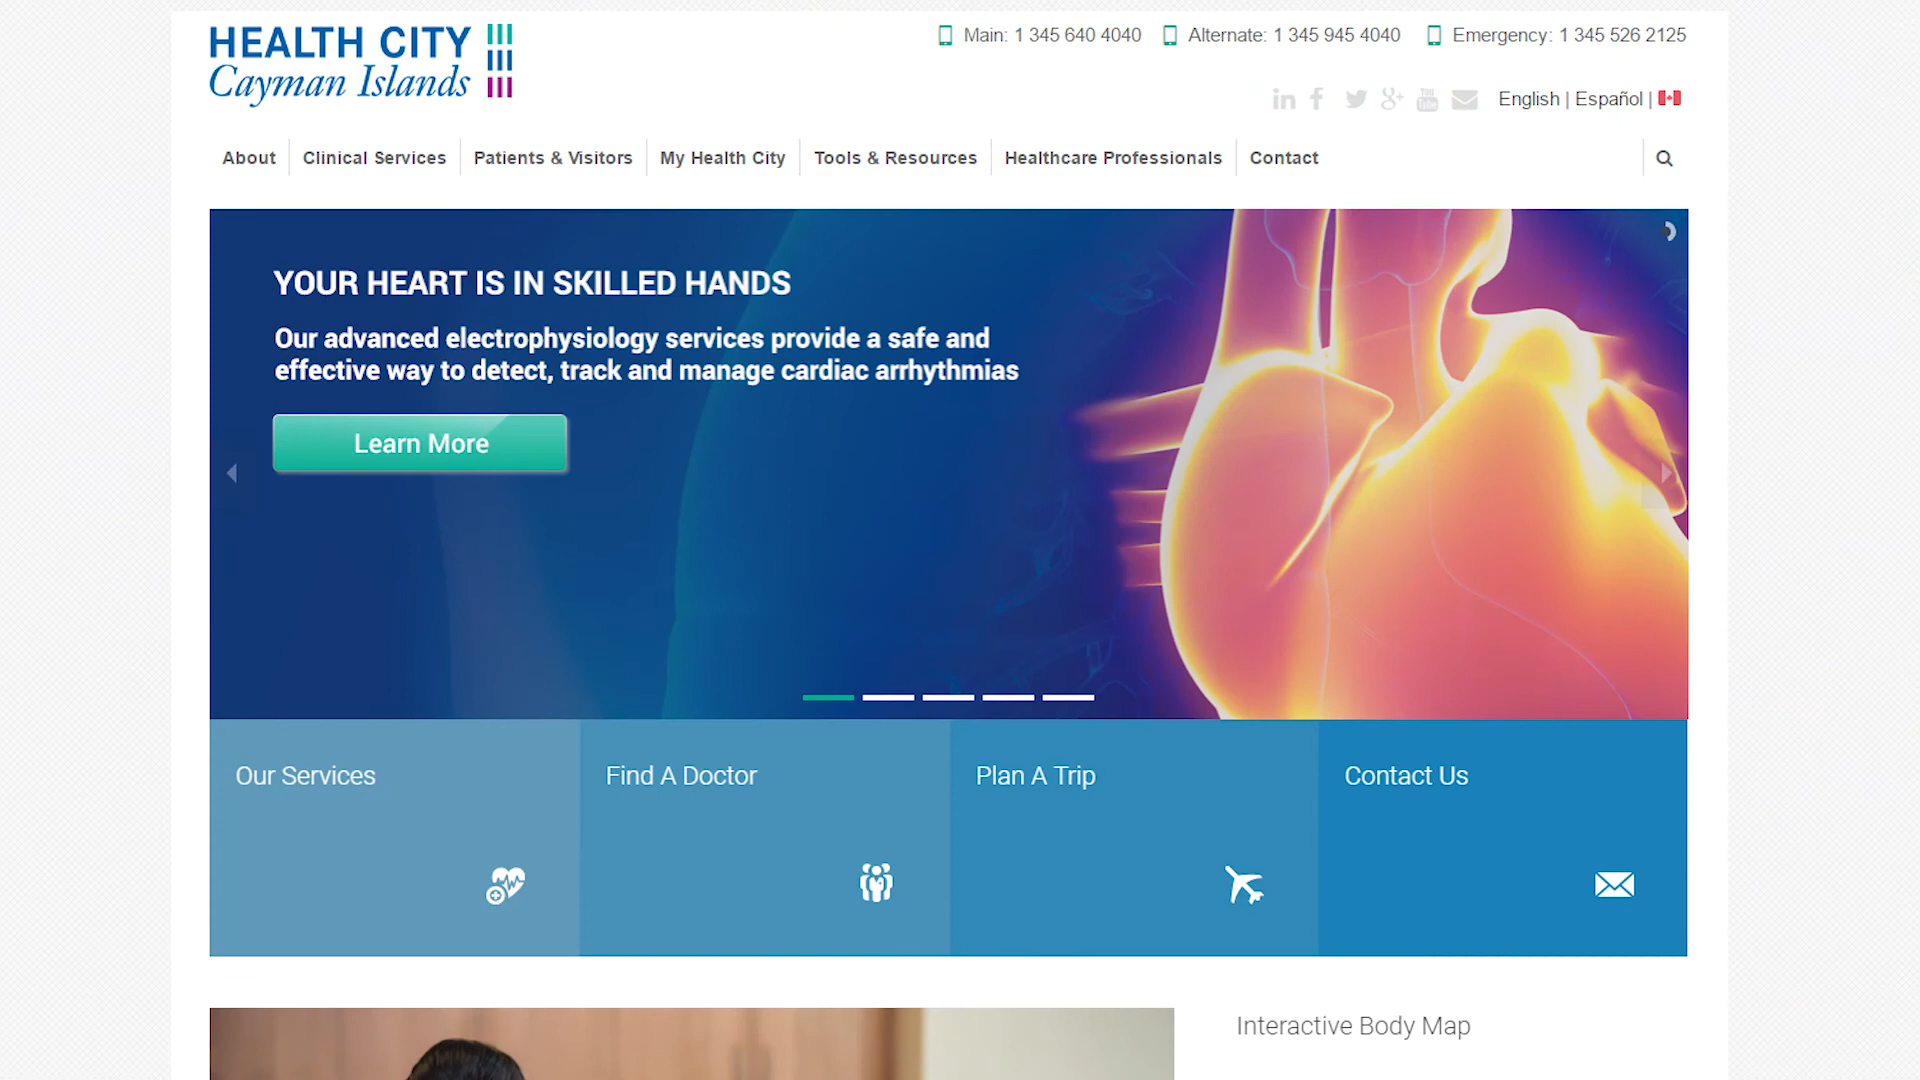 HEALTH CITY
Cayman Islands
Main: 1 345 640 4040
Alternate: 1 345 945 4040
Emergency: 1 345 526 2125
English | Español |
About
Clinical Services
Patients & Visitors
My Health City
Tools & Resources
Healthcare Professionals
Contact
YOUR HEART IS IN SKILLED HANDS
Our advanced electrophysiology services provide a safe and
effective way to detect, track and manage cardiac arrhythmias
Learn More
Our Services
Find A Doctor
Plan A Trip
Contact Us
Interactive Body Map